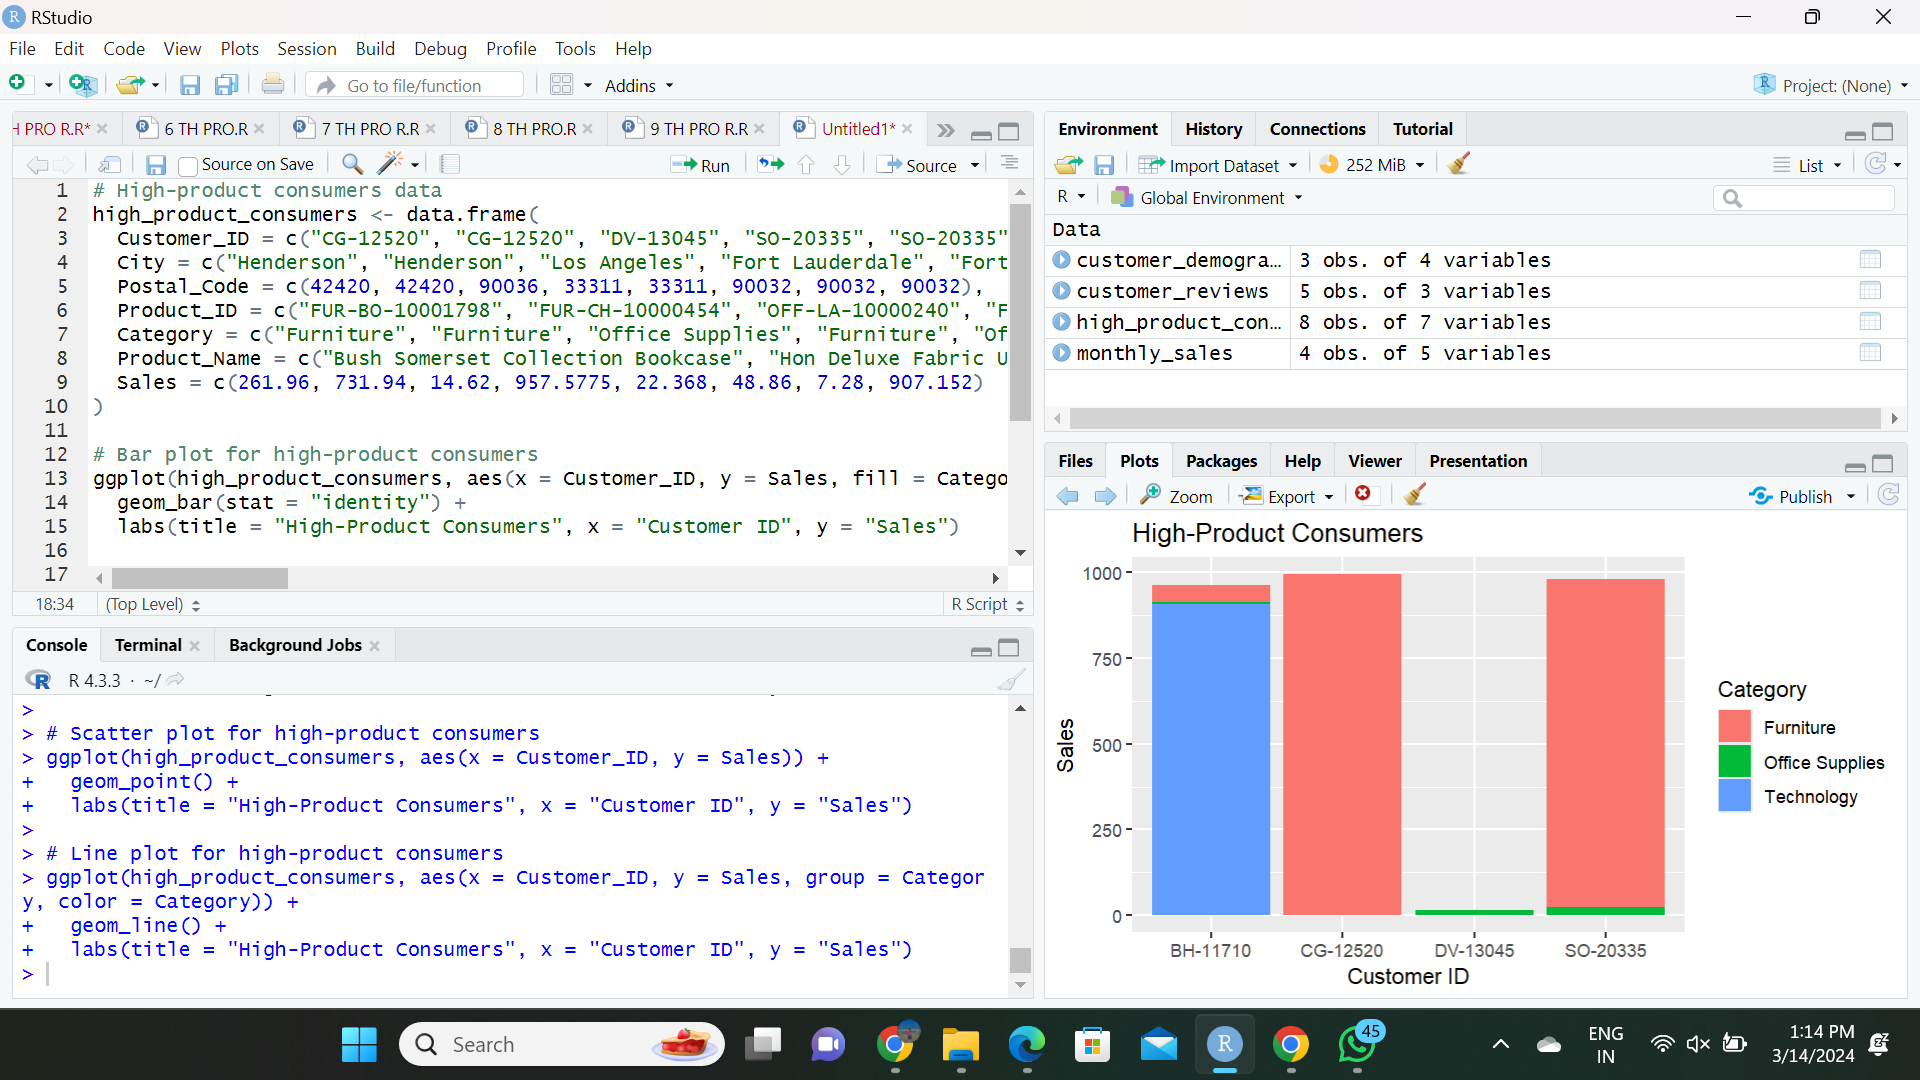 RStudio
File Edit Code View Plots Session Build Debug Profile Tools Help
Go to file/function Addins Project: (None)
H PRO R.R* 6 TH PRO.R 7 TH PRO R.R 8 TH PRO.R 9 TH PRO R.R Untitled1*
Source on Save Run Source
1 # High-product consumers data
2 high_product_consumers <- data.frame(
3 Customer_ID = c("CG-12520", "CG-12520", "DV-13045", "SO-20335", "SO-20335"
4 City = c("Henderson", "Henderson", "Los Angeles", "Fort Lauderdale", "Fort
5 Postal_Code = c(42420, 42420, 90036, 33311, 33311, 90032, 90032, 90032),
6 Product_ID = c("FUR-BO-10001798", "FUR-CH-10000454", "OFF-LA-10000240", "F
7 Category = c("Furniture", "Furniture", "Office Supplies", "Furniture", "Of
8 Product_Name = c("Bush Somerset Collection Bookcase", "Hon Deluxe Fabric U
9 Sales = c(261.96, 731.94, 14.62, 957.5775, 22.368, 48.86, 7.28, 907.152)
10 )
11
12 # Bar plot for high-product consumers
13 ggplot(high_product_consumers, aes(x = Customer_ID, y = Sales, fill = Catego
14 geom_bar(stat = "identity") +
15 labs(title = "High-Product Consumers", x = "Customer ID", y = "Sales")
16
17
18:34 (Top Level) R Script
Console Terminal Background Jobs
R 4.3.3 · ~/
>
> # Scatter plot for high-product consumers
> ggplot(high_product_consumers, aes(x = Customer_ID, y = Sales)) +
+ geom_point() +
+ labs(title = "High-Product Consumers", x = "Customer ID", y = "Sales")
>
> # Line plot for high-product consumers
> ggplot(high_product_consumers, aes(x = Customer_ID, y = Sales, group = Categor
y, color = Category)) +
+ geom_line() +
+ labs(title = "High-Product Consumers", x = "Customer ID", y = "Sales")
>
Environment History Connections Tutorial
Import Dataset 252 MiB List
R Global Environment
Data
customer_demogra... 3 obs. of 4 variables
customer_reviews 5 obs. of 3 variables
high_product_con... 8 obs. of 7 variables
monthly_sales 4 obs. of 5 variables
Files Plots Packages Help Viewer Presentation
Zoom Export Publish
High-Product Consumers
1000
750
500
250
0
Sales
BH-11710 CG-12520 DV-13045 SO-20335
Customer ID
Category
Furniture
Office Supplies
Technology
Search
45
ENG
IN
1:14 PM
3/14/2024